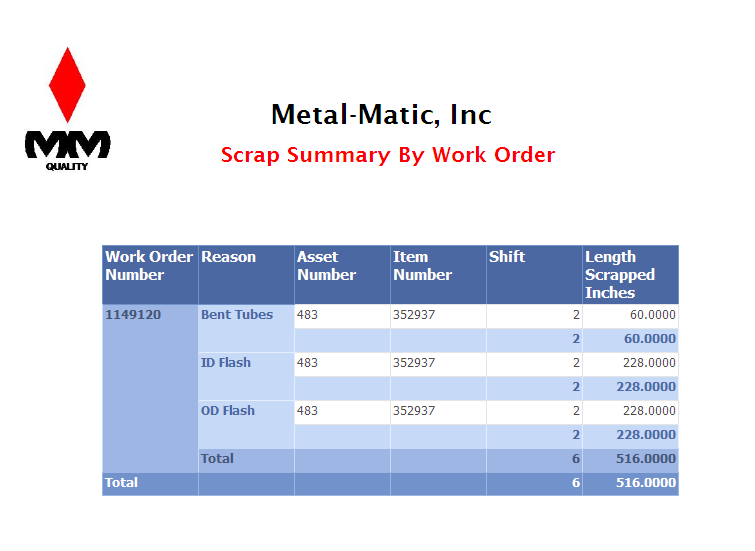 MM
QUALITY
Metal-Matic, Inc
Scrap Summary By Work Order
Work Order Number Reason Asset Number Item Number Shift Length Scrapped Inches
1149120 Bent Tubes 483 352937 2 60.0000
2 60.0000
ID Flash 483 352937 2 228.0000
2 228.0000
OD Flash 483 352937 2 228.0000
2 228.0000
Total 6 516.0000
Total 6 516.0000